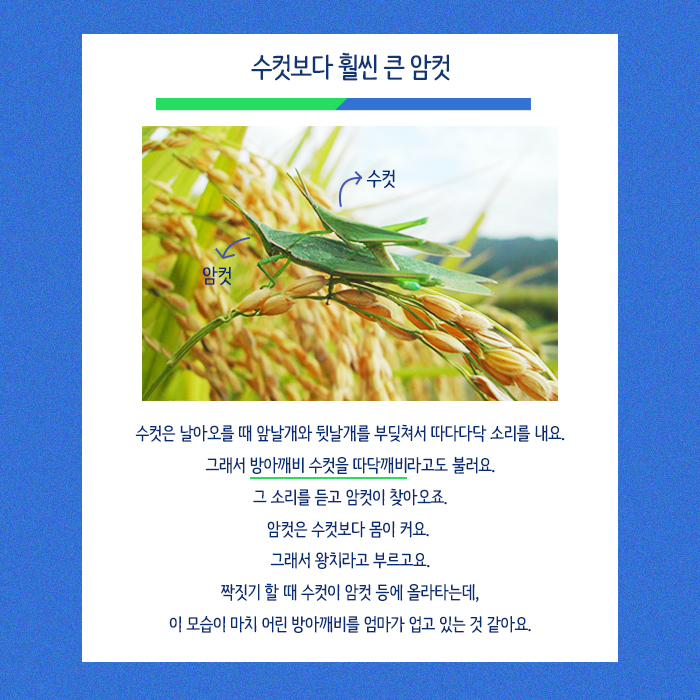 수컷보다 훨씬 큰 암컷
수컷
암컷
수컷은 날아오를 때 앞날개와 뒷날개를 부딪쳐서 따다다닥 소리를 내요.
그래서 방아깨비 수컷을 따닥깨비라고도 불러요.
그 소리를 듣고 암컷이 찾아오죠.
암컷은 수컷보다 몸이 커요.
그래서 왕치라고 부르고요.
짝짓기 할 때 수컷이 암컷 등에 올라타는데,
이 모습이 마치 어린 방아깨비를 엄마가 업고 있는 것 같아요.